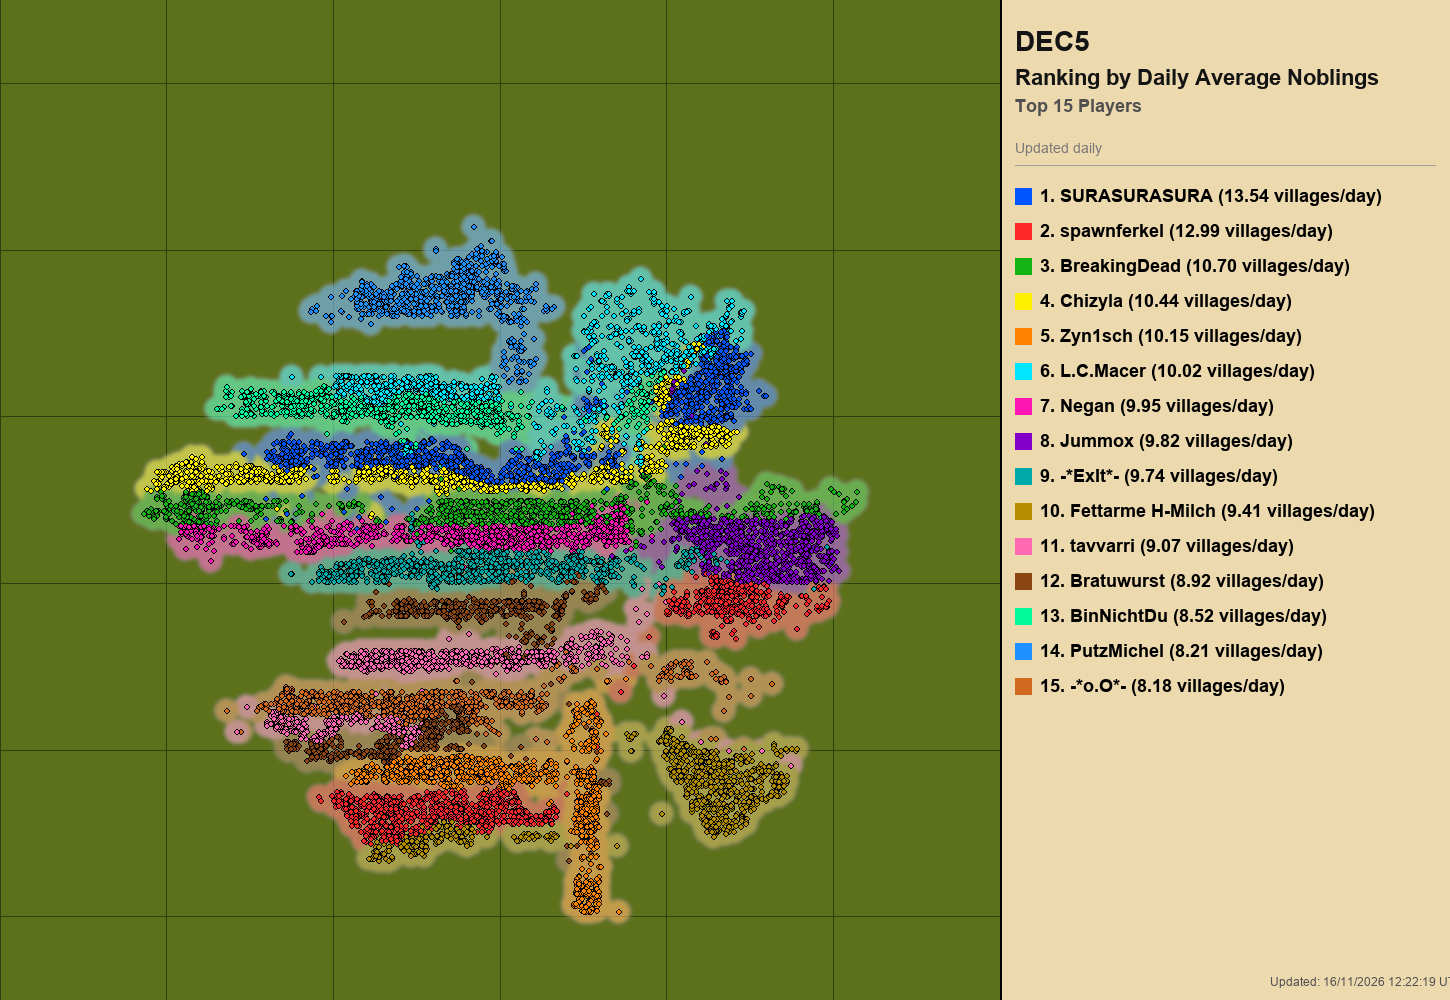 DEC5
Ranking by Daily Average Noblings
Top 15 Players
Updated daily
1. SURASURASURA (13.54 villages/day)
2. spawnferkel (12.99 villages/day)
3. BreakingDead (10.70 villages/day)
4. Chizyla (10.44 villages/day)
5. Zyn1sch (10.15 villages/day)
6. L.C.Macer (10.02 villages/day)
7. Negan (9.95 villages/day)
8. Jummox (9.82 villages/day)
9. -*ExIt*- (9.74 villages/day)
10. Fettarme H-Milch (9.41 villages/day)
11. tavvarri (9.07 villages/day)
12. Bratuwurst (8.92 villages/day)
13. BinNichtDu (8.52 villages/day)
14. PutzMichel (8.21 villages/day)
15. -*o.O*- (8.18 villages/day)
Updated: 16/11/2026 12:22:19